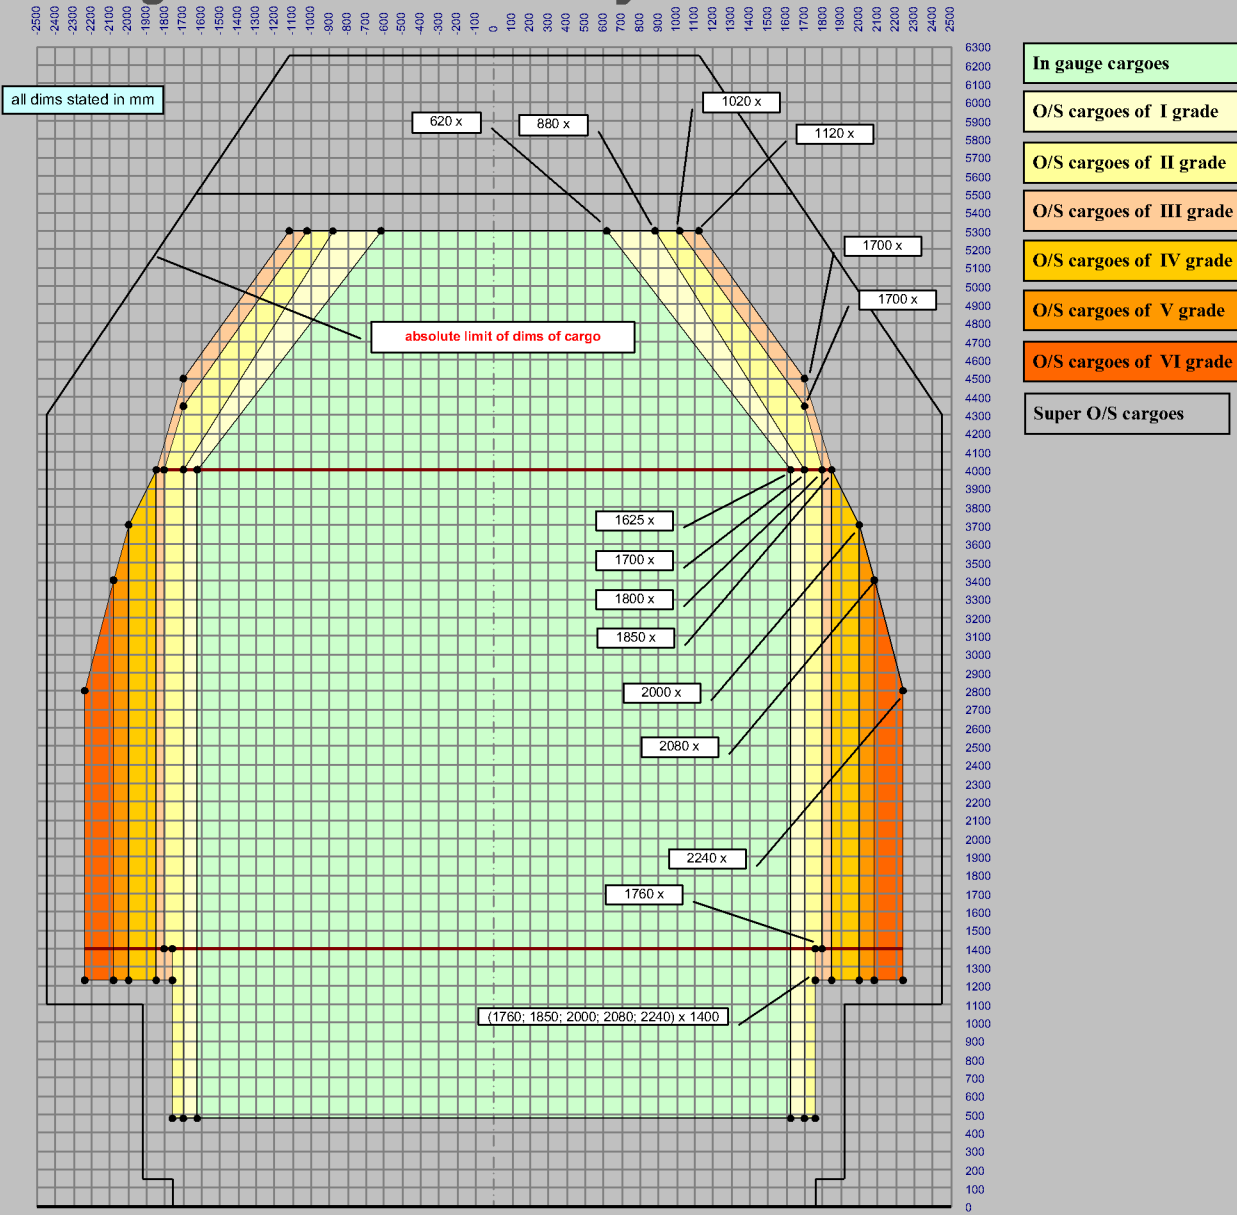 -2500 -2400 -2300 -2200 -2100 -2000 -1900 -1800 -1700 -1600 -1500 -1400 -1300 -1200 -1100 -1000 -900 -800 -700 -600 -500 -400 -300 -200 -100 0 100 200 300 400 500 600 700 800 900 1000 1100 1200 1300 1400 1500 1600 1700 1800 1900 2000 2100 2200 2300 2400 2500
6300
6200
6100
6000
5900
5800
5700
5600
5500
5400
5300
5200
5100
5000
4900
4800
4700
4600
4500
4400
4300
4200
4100
4000
3900
3800
3700
3600
3500
3400
3300
3200
3100
3000
2900
2800
2700
2600
2500
2400
2300
2200
2100
2000
1900
1800
1700
1600
1500
1400
1300
1200
1100
1000
900
800
700
600
500
400
300
200
100
0
all dims stated in mm
620 x
880 x
1020 x
1120 x
1700 x
1700 x
absolute limit of dims of cargo
1625 x
1700 x
1800 x
1850 x
2000 x
2080 x
2240 x
1760 x
(1760; 1850; 2000; 2080; 2240) x 1400
In gauge cargoes
O/S cargoes of I grade
O/S cargoes of II grade
O/S cargoes of III grade
O/S cargoes of IV grade
O/S cargoes of V grade
O/S cargoes of VI grade
Super O/S cargoes